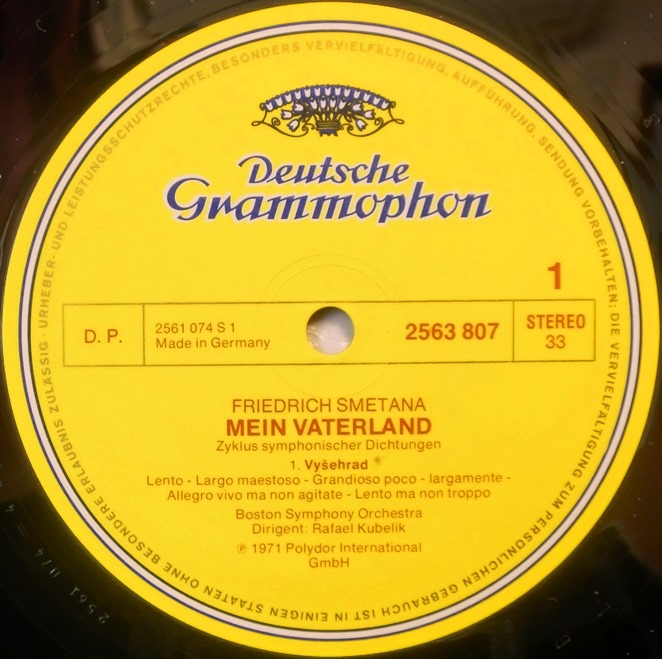 URHEBER- UND LEISTUNGSSCHUTZRECHTE, BESONDERS VERVIELFÄLTIGUNG, AUFFÜHRUNG, SENDUNG VORBEHALTEN; DIE VERVIELFÄLTIGUNG ZUM PERSÖNLICHEN GEBRAUCH IST IN EINIGEN STAATEN OHNE BESONDERE ERLAUBNIS ZULÄSSIG -
Deutsche
Grammophon
1
D. P.
2561 074 S 1
Made in Germany
2563 807
STEREO
33
FRIEDRICH SMETANA
MEIN VATERLAND
Zyklus symphonischer Dichtungen
1. Vyšehrad
Lento - Largo maestoso - Grandioso poco - largamente -
Allegro vivo ma non agitate - Lento ma non troppo
Boston Symphony Orchestra
Dirigent: Rafael Kubelik
℗ 1971 Polydor International
GmbH
2561 074